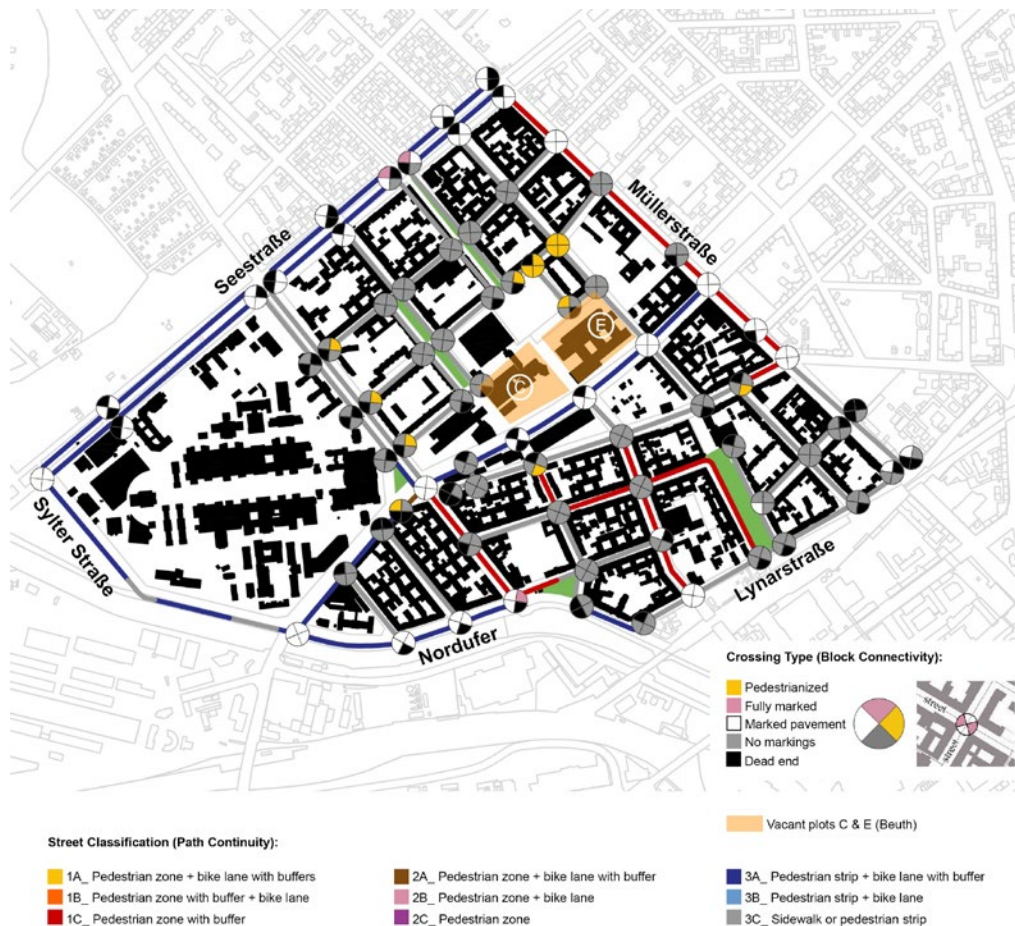 Seestraße
Müllerstraße
E
C
Sylter Straße
Nordufer
Lynarstraße
Crossing Type (Block Connectivity):
Pedestrianized
Fully marked
Marked pavement
No markings
Dead end
street
street
Vacant plots C & E (Beuth)
Street Classification (Path Continuity):
1A_ Pedestrian zone + bike lane with buffers
1B_ Pedestrian zone with buffer + bike lane
1C_ Pedestrian zone with buffer
2A_ Pedestrian zone + bike lane with buffer
2B_ Pedestrian zone + bike lane
2C_ Pedestrian zone
3A_ Pedestrian strip + bike lane with buffer
3B_ Pedestrian strip + bike lane
3C_ Sidewalk or pedestrian strip